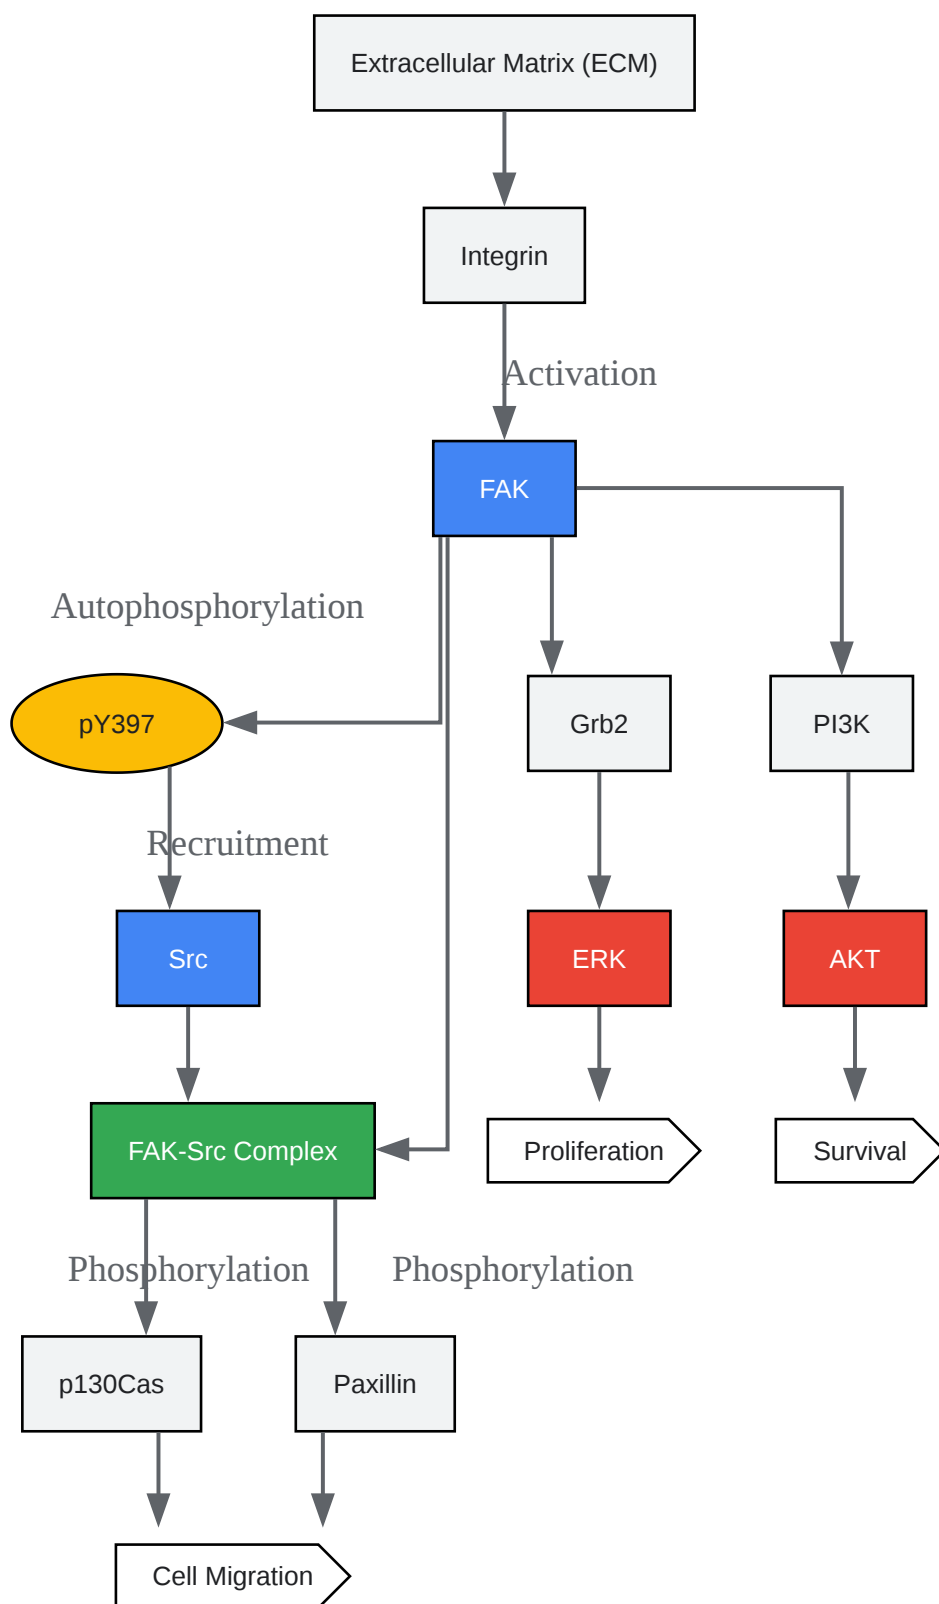 Extracellular Matrix (ECM)
Integrin
Activation
FAK
Autophosphorylation
pY397
Grb2
PI3K
Recruitment
Src
ERK
AKT
FAK-Src Complex
Proliferation
Survival
Phosphorylation
Phosphorylation
p130Cas
Paxillin
Cell Migration